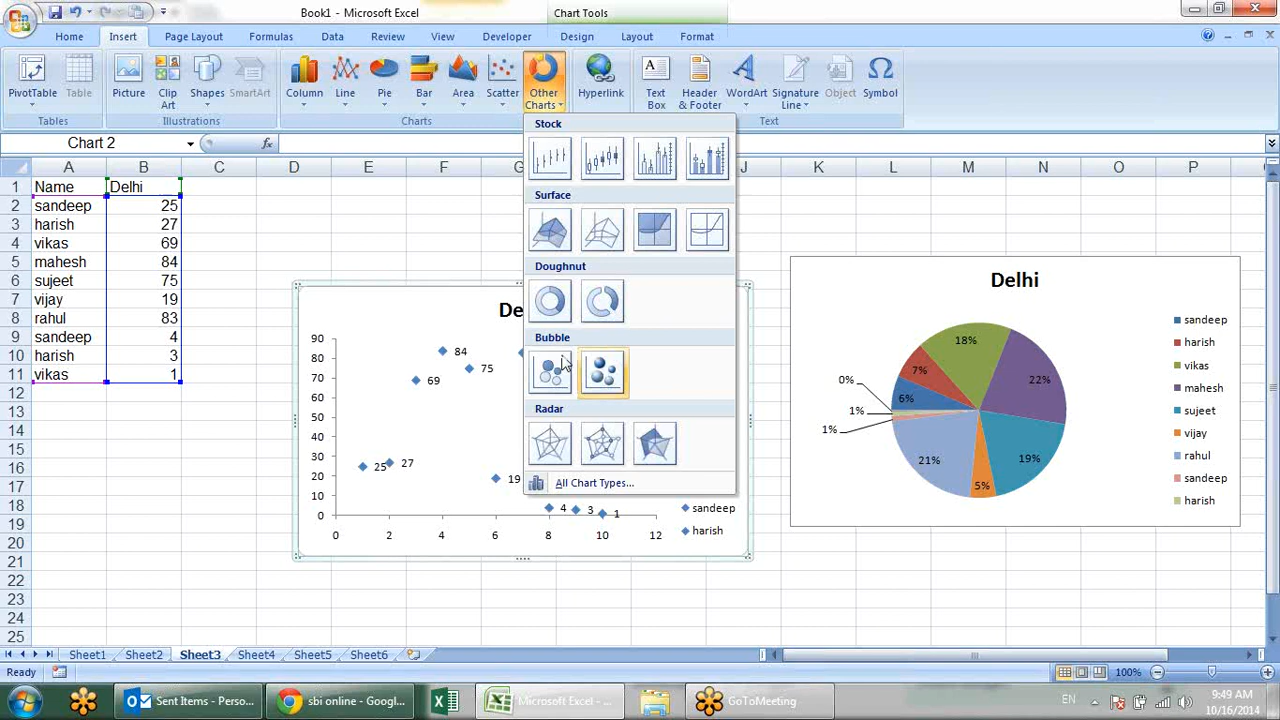 Book1 - Microsoft Excel
Chart Tools
Home Insert Page Layout Formulas Data Review View Developer Design Layout Format
PivotTable Table Picture Clip Art Shapes SmartArt Column Line Pie Bar Area Scatter Other Charts Hyperlink Text Box Header & Footer WordArt Signature Line Object Symbol
Tables Illustrations Charts Text
Chart 2 fx
A B C D E F G J K L M N O P
1 Name Delhi
2 sandeep 25
3 harish 27
4 vikas 69
5 mahesh 84
6 sujeet 75
7 vijay 19
8 rahul 83
9 sandeep 4
10 harish 3
11 vikas 1
12
13
14
15
16
17
18
19
20
21
22
23
24
25
Stock
Surface
Doughnut
Bubble
Radar
All Chart Types...
De
90
80
70
60
50
40
30
20
10
0
84
75
69
25
27
19
4
3
1
0 2 4 6 8 10 12
sandeep
harish
Delhi
18%
22%
7%
0%
6%
1%
1%
21%
19%
5%
sandeep
harish
vikas
mahesh
sujeet
vijay
rahul
sandeep
harish
Sheet1 Sheet2 Sheet3 Sheet4 Sheet5 Sheet6
Ready 100%
Sent Items - Perso... sbi online - Googl... Microsoft Excel - ... GoToMeeting EN 9:49 AM
10/16/2014